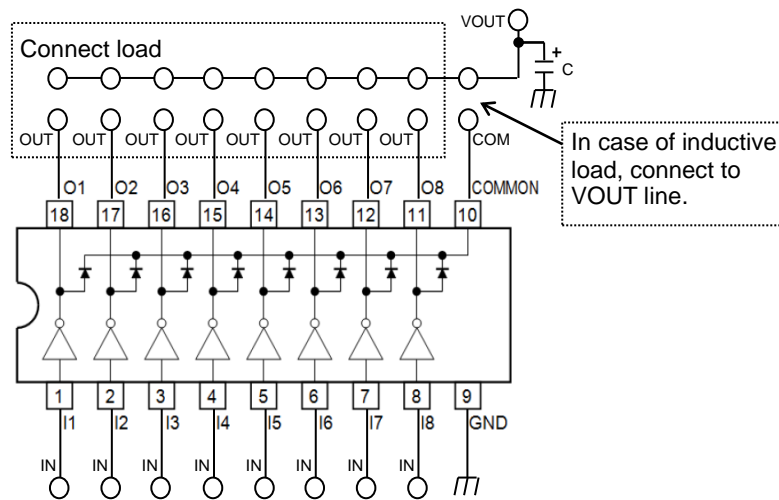 VOUT
Connect load
+
C
OUT OUT OUT OUT OUT OUT OUT OUT COM
In case of inductive
load, connect to
VOUT line.
O1 O2 O3 O4 O5 O6 O7 O8 COMMON
18 17 16 15 14 13 12 11 10
1 2 3 4 5 6 7 8 9
I1 I2 I3 I4 I5 I6 I7 I8 GND
IN IN IN IN IN IN IN IN